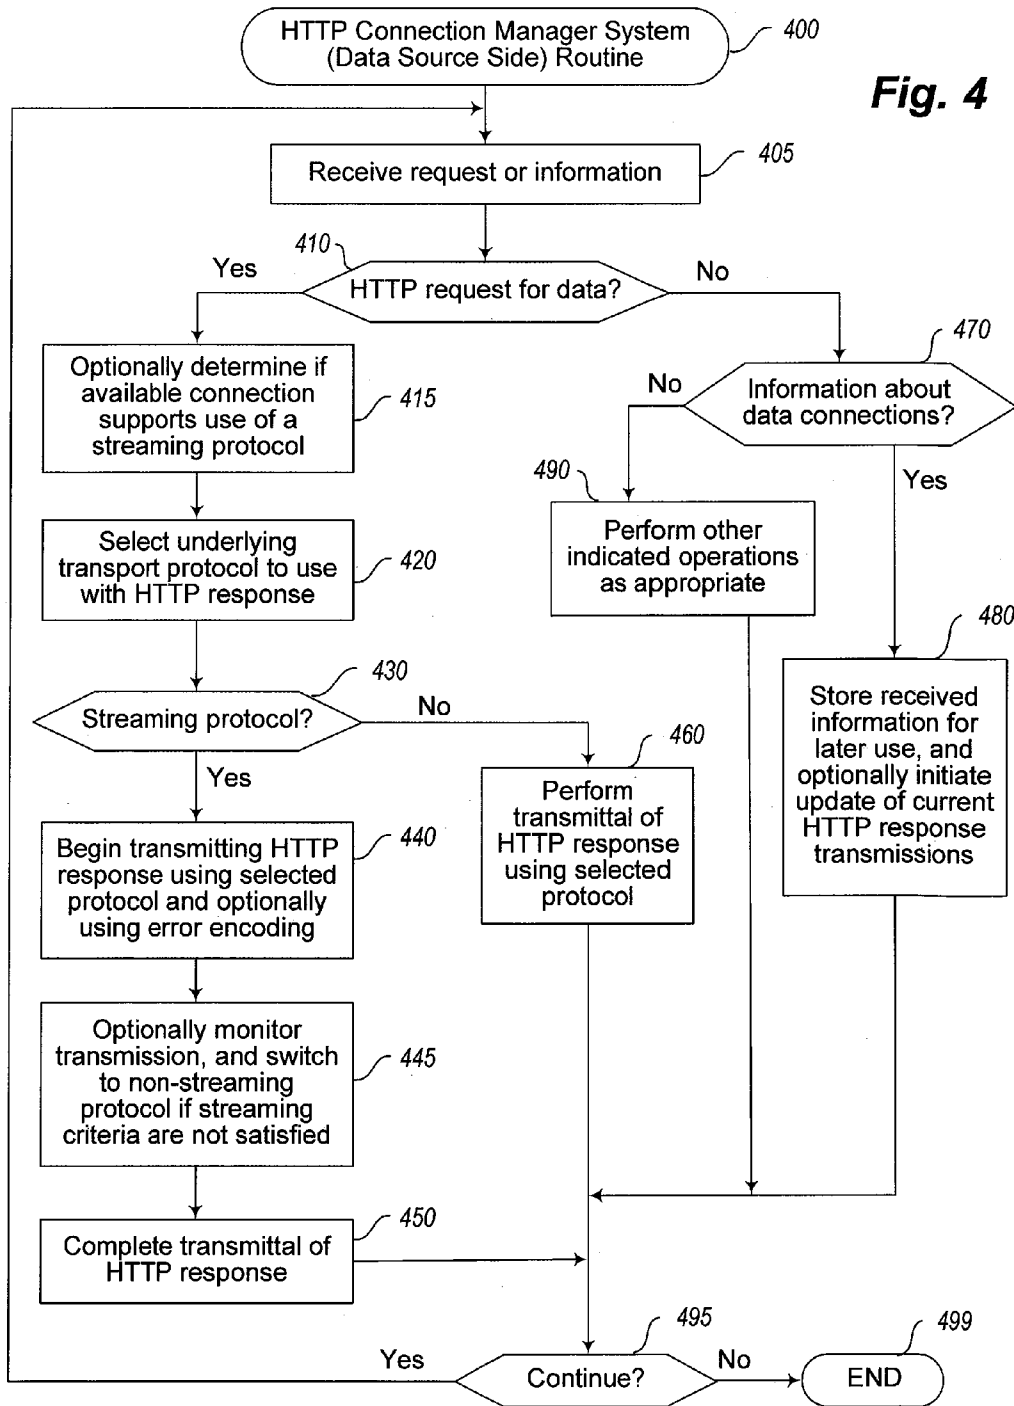 HTTP Connection Manager System
(Data Source Side) Routine
400
Fig. 4
Receive request or information
405
410
HTTP request for data?
Yes
No
Optionally determine if
available connection
supports use of a
streaming protocol
415
470
Information about
data connections?
No
Yes
490
Perform other
indicated operations
as appropriate
Select underlying
transport protocol to use
with HTTP response
420
480
Store received
information for
later use, and
optionally initiate
update of current
HTTP response
transmissions
430
Streaming protocol?
No
Yes
460
Perform
transmittal of
HTTP response
using selected
protocol
Begin transmitting HTTP
response using selected
protocol and optionally
using error encoding
440
Optionally monitor
transmission, and switch
to non-streaming
protocol if streaming
criteria are not satisfied
445
Complete transmittal of
HTTP response
450
495
Continue?
Yes
No
499
END